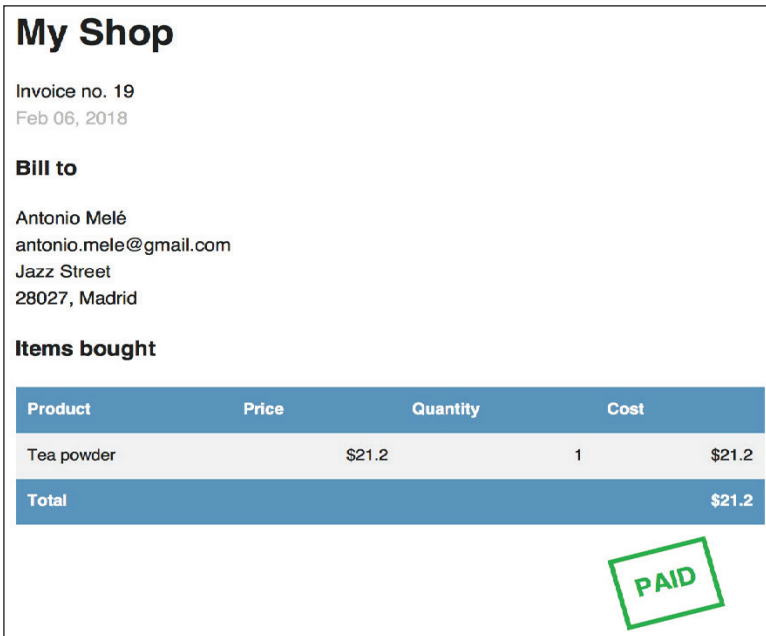 My Shop
Invoice no. 19
Feb 06, 2018
Bill to
Antonio Melé
antonio.mele@gmail.com
Jazz Street
28027, Madrid
Items bought
Product Price Quantity Cost
Tea powder $21.2 1 $21.2
Total $21.2
PAID